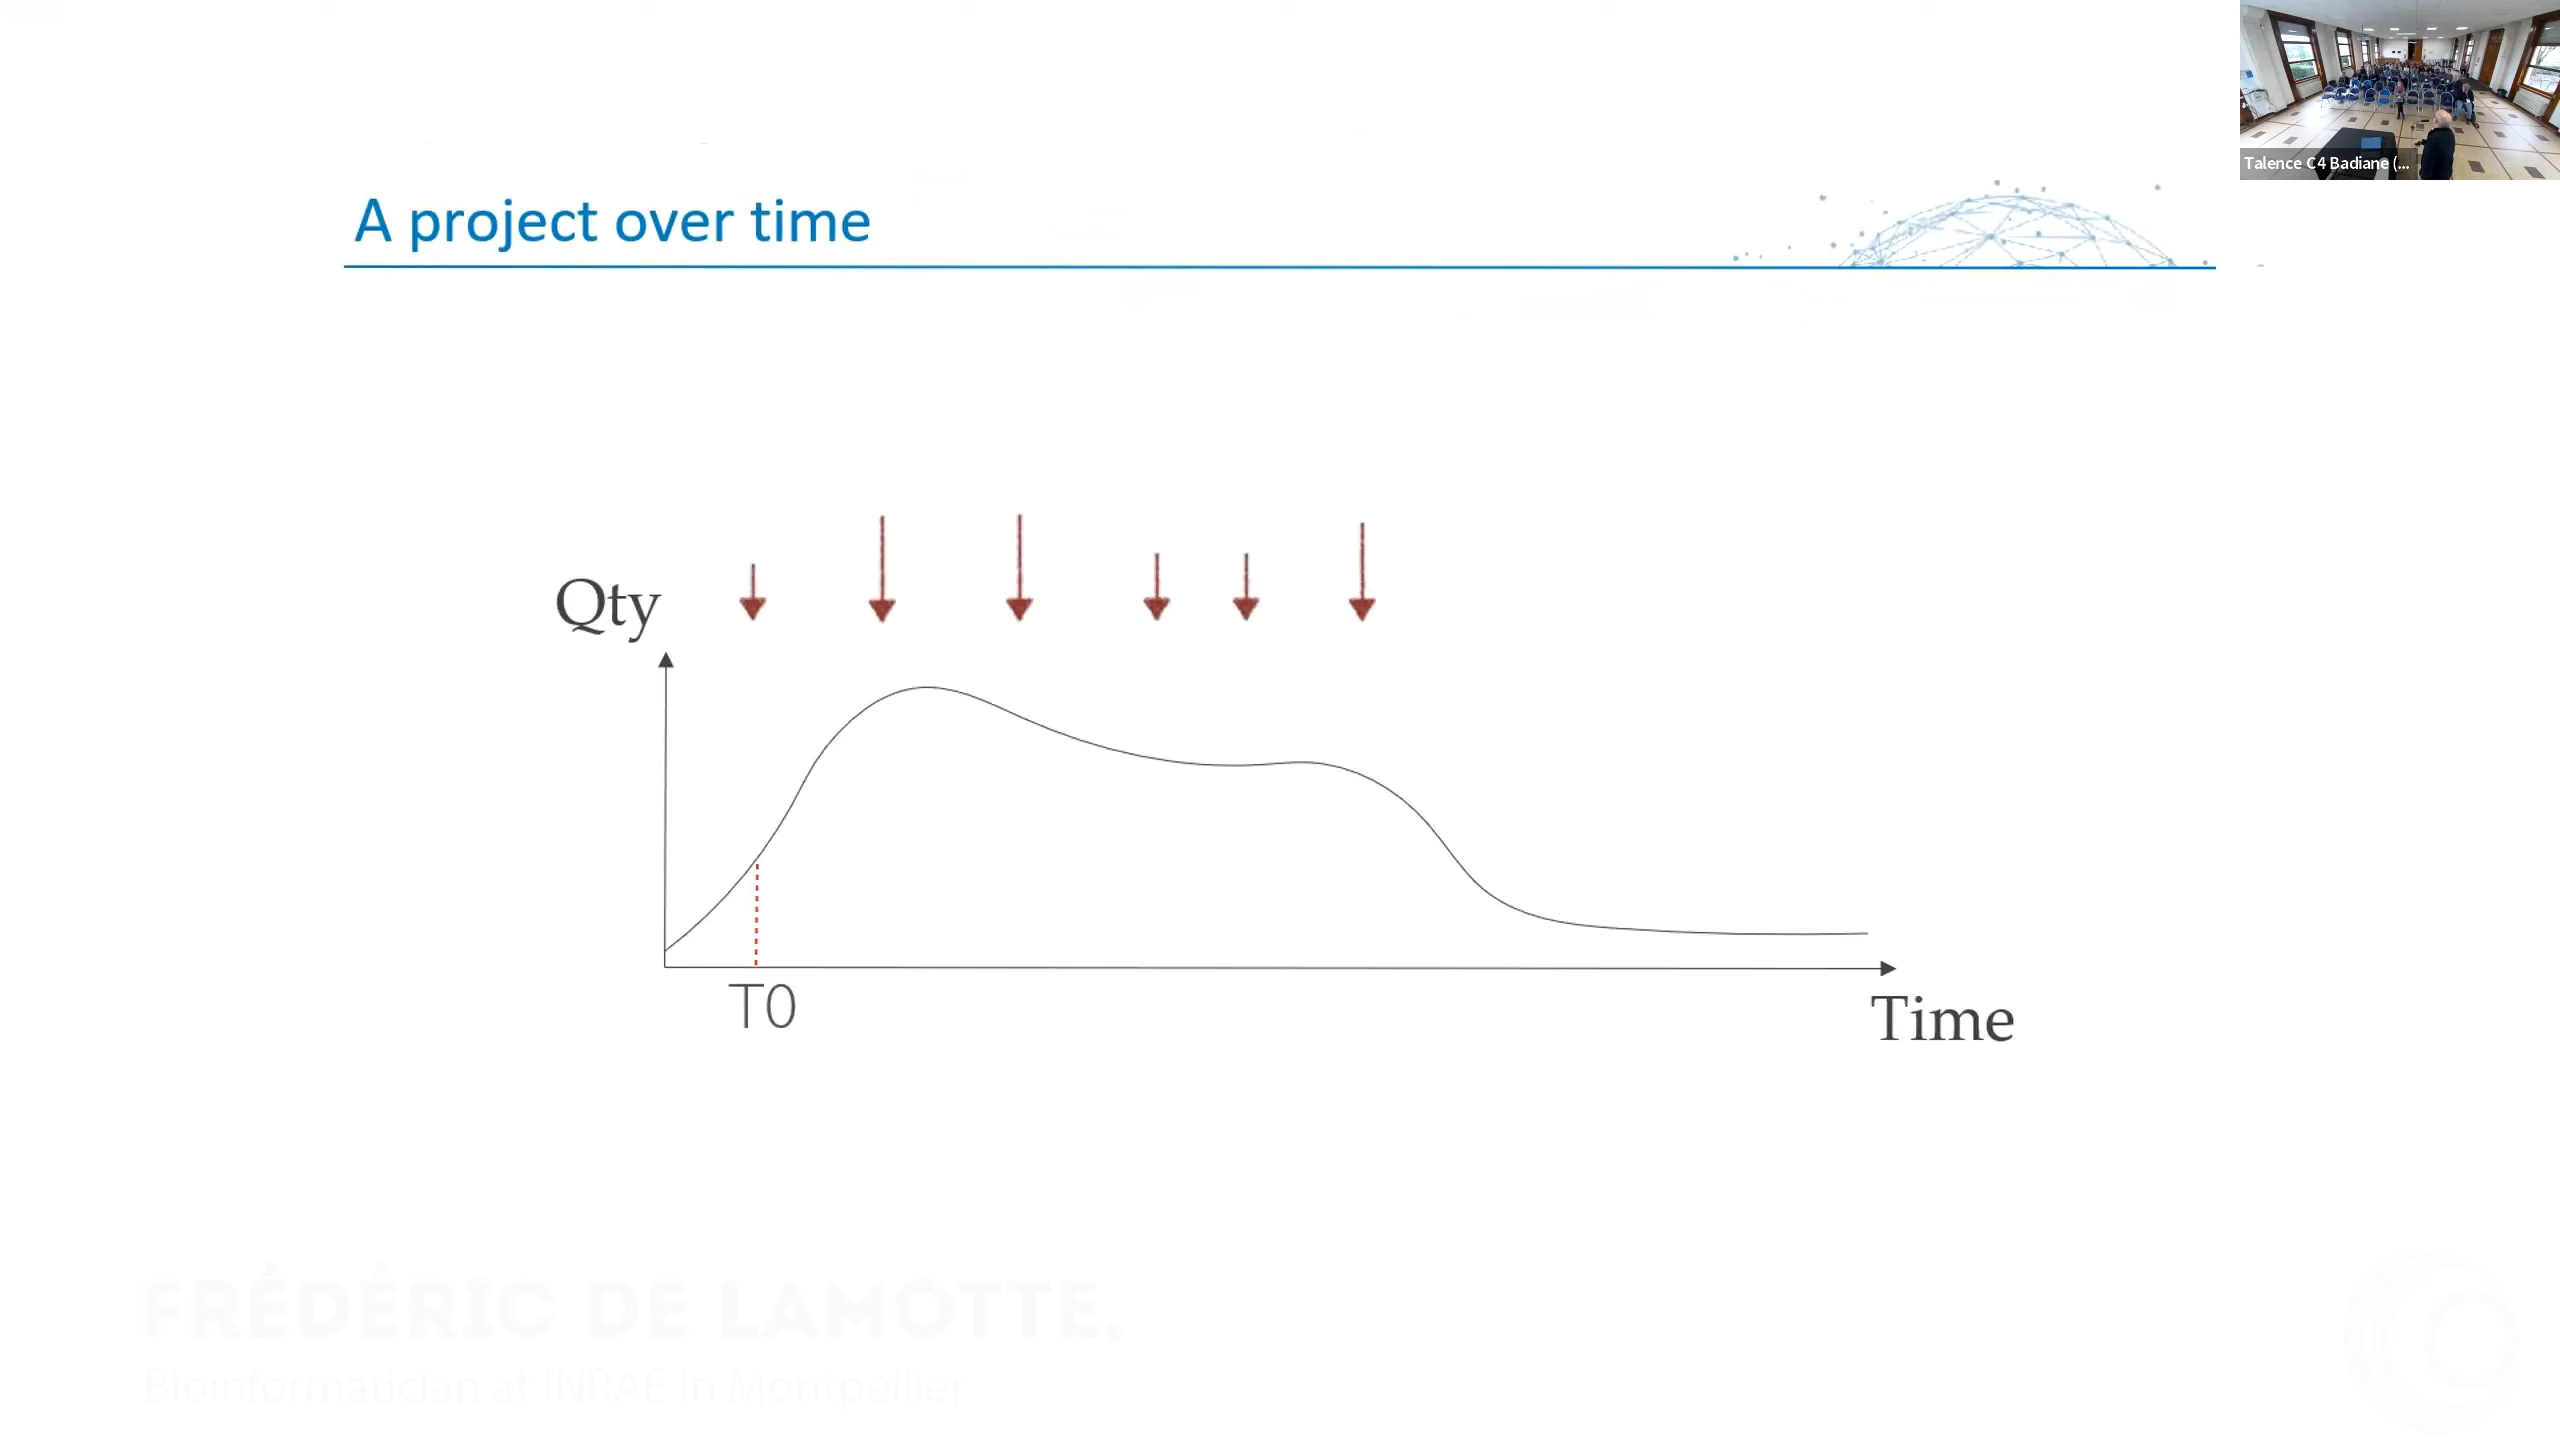 Talence C4 Badiane (...
A project over time
Qty
T0
Time
FRÉDÉRIC DE LAMOTTE,
Bioinformatician at INRAE in Montpellier